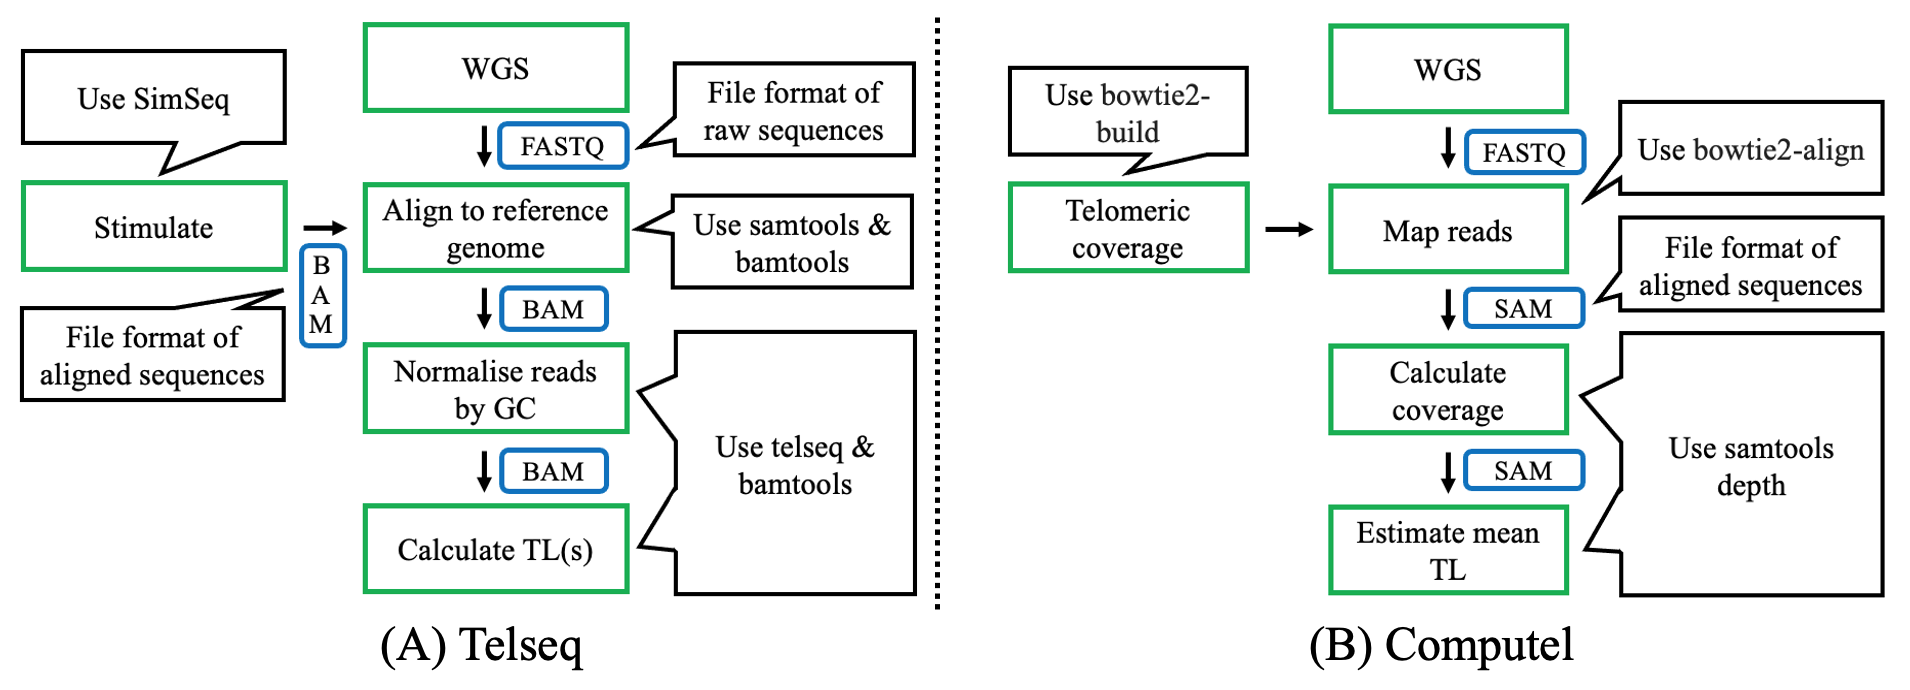 Use SimSeq
Stimulate
B
A
M
File format of
aligned sequences
WGS
FASTQ
File format of
raw sequences
Align to reference
genome
Use samtools &
bamtools
BAM
Normalise reads
by GC
BAM
Use telseq &
bamtools
Calculate TL(s)
(A) Telseq
Use bowtie2-
build
Telomeric
coverage
WGS
FASTQ
Use bowtie2-align
Map reads
File format of
aligned sequences
SAM
Calculate
coverage
SAM
Use samtools
depth
Estimate mean
TL
(B) Computel